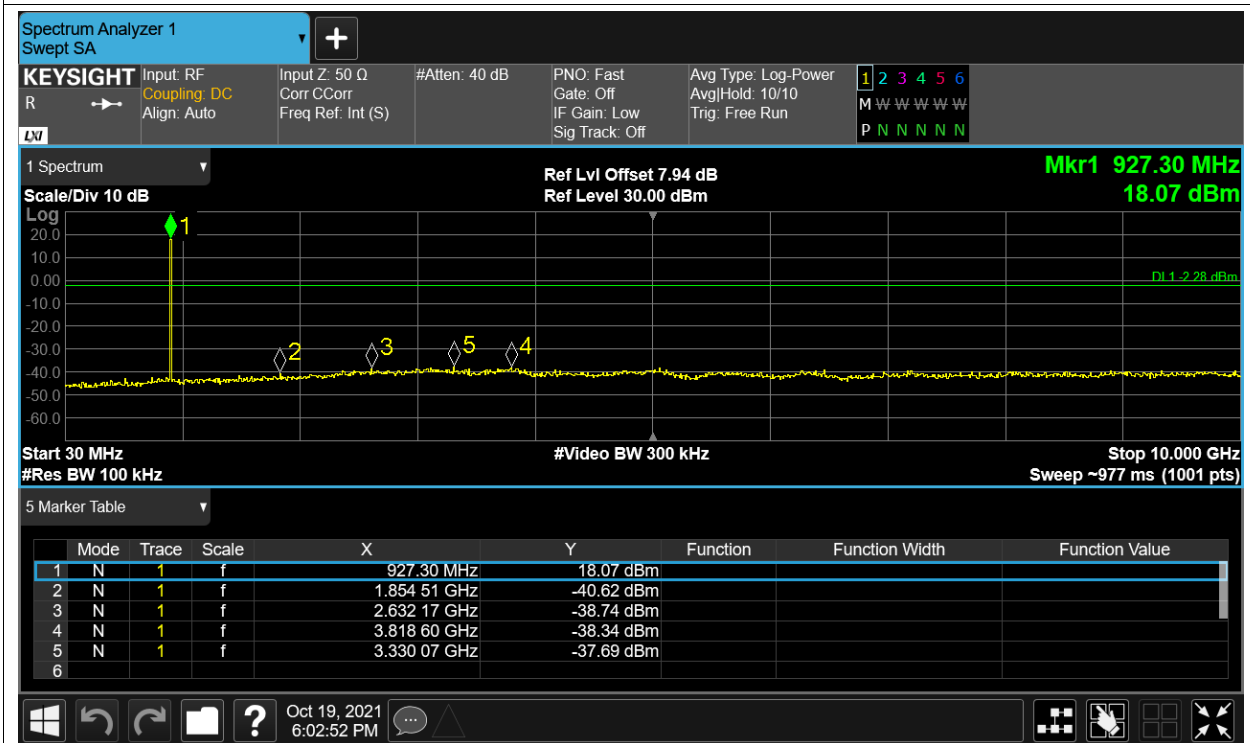 Spectrum Analyzer 1
Swept SA
+
KEYSIGHT Input: RF Input Z: 50 Ω #Atten: 40 dB PNO: Fast Avg Type: Log-Power 1 2 3 4 5 6
R Coupling: DC Corr CCorr Gate: Off Avg|Hold: 10/10 M W W W W W
Align: Auto Freq Ref: Int (S) IF Gain: Low Trig: Free Run
LXI Sig Track: Off P N N N N N
1 Spectrum Ref Lvl Offset 7.94 dB Mkr1 927.30 MHz
Scale/Div 10 dB Ref Level 30.00 dBm 18.07 dBm
Log
1
20.0
10.0
0.00 DL1 -2.28 dBm
-10.0
-20.0
-30.0 2 3 5 4
-40.0
-50.0
-60.0
Start 30 MHz #Video BW 300 kHz Stop 10.000 GHz
#Res BW 100 kHz Sweep ~977 ms (1001 pts)
5 Marker Table
Mode Trace Scale X Y Function Function Width Function Value
1 N 1 f 927.30 MHz 18.07 dBm
2 N 1 f 1.854 51 GHz -40.62 dBm
3 N 1 f 2.632 17 GHz -38.74 dBm
4 N 1 f 3.818 60 GHz -38.34 dBm
5 N 1 f 3.330 07 GHz -37.69 dBm
6
? Oct 19, 2021
6:02:52 PM